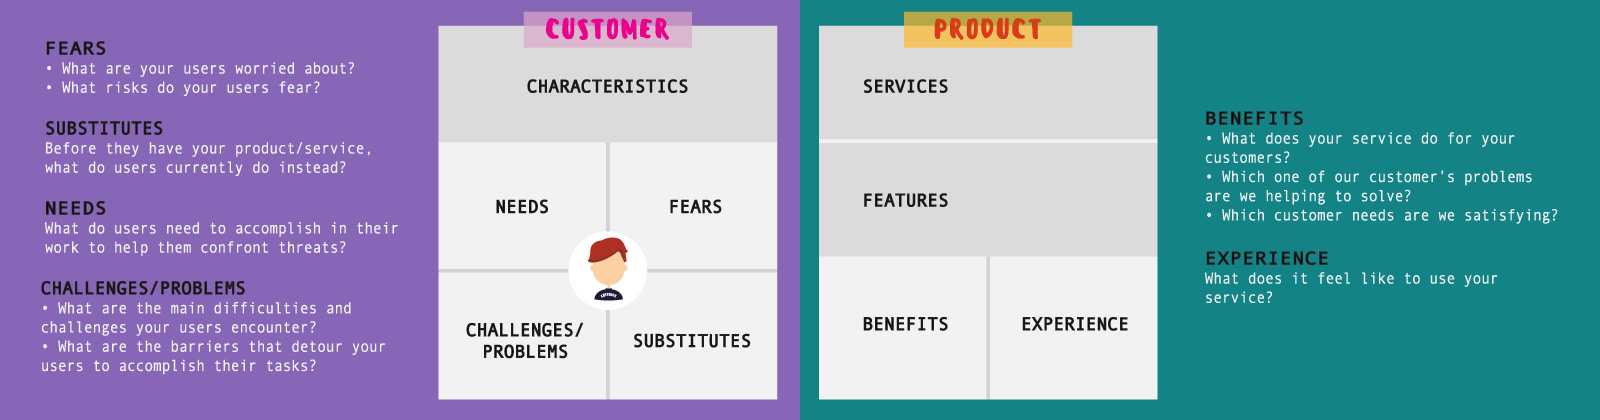 FEARS
• What are your users worried about?
• What risks do your users fear?
SUBSTITUTES
Before they have your product/service,
what do users currently do instead?
NEEDS
What do users need to accomplish in their
work to help them confront threats?
CHALLENGES/PROBLEMS
• What are the main difficulties and
challenges your users encounter?
• What are the barriers that detour your
users to accomplish their tasks?
CUSTOMER
CHARACTERISTICS
NEEDS
FEARS
CHALLENGES/
PROBLEMS
SUBSTITUTES
PRODUCT
SERVICES
FEATURES
BENEFITS
EXPERIENCE
BENEFITS
• What does your service do for your
customers?
• Which one of our customer's problems
are we helping to solve?
• Which customer needs are we satisfying?
EXPERIENCE
What does it feel like to use your
service?